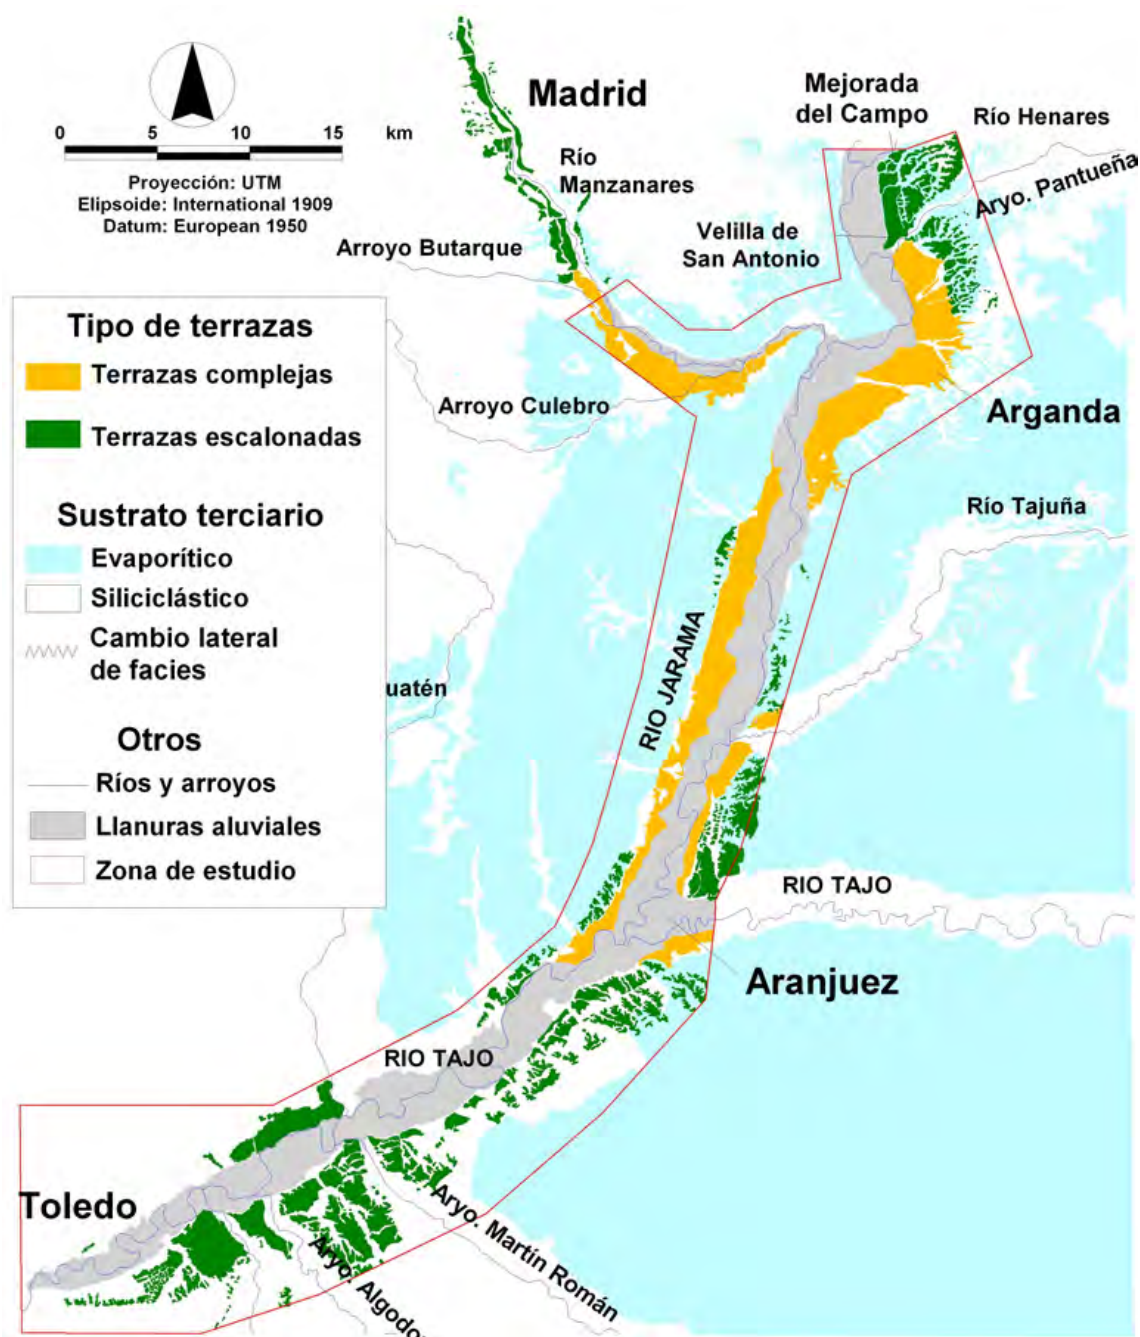 Madrid
Mejorada
del Campo
Río Henares
0 5 10 15 km
Proyección: UTM
Elipsoide: International 1909
Datum: European 1950
Río
Manzanares
Aryo. Pantueña
Arroyo Butarque
Velilla de
San Antonio
Tipo de terrazas
Terrazas complejas
Terrazas escalonadas
Sustrato terciario
Evaporítico
Siliciclástico
Cambio lateral
de facies
Otros
Ríos y arroyos
Llanuras aluviales
Zona de estudio
Arroyo Culebro
Arganda
Río Tajuña
RIO JARAMA
uatén
RIO TAJO
Aranjuez
RIO TAJO
Toledo
Aryo. Martín Román
Aryo. Algodo